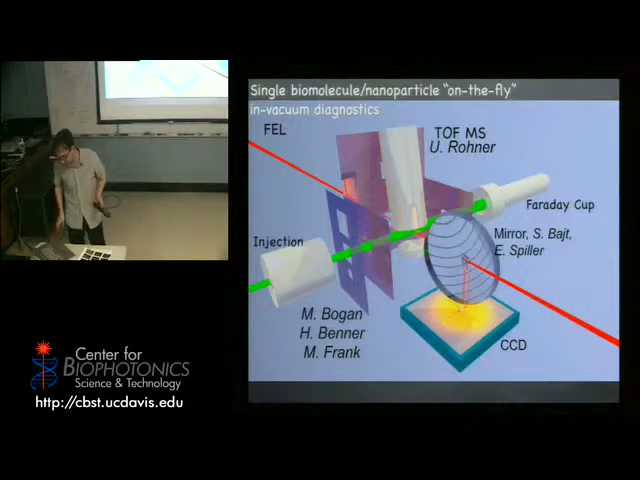 Single biomolecule/nanoparticle "on-the-fly"
in-vacuum diagnostics
FEL
TOF MS
U. Rohner
Faraday Cup
Injection
Mirror, S. Bajt,
E. Spiller
M. Bogan
H. Benner
M. Frank
CCD
Center for
BIOPHOTONICS
Science & Technology
http://cbst.ucdavis.edu